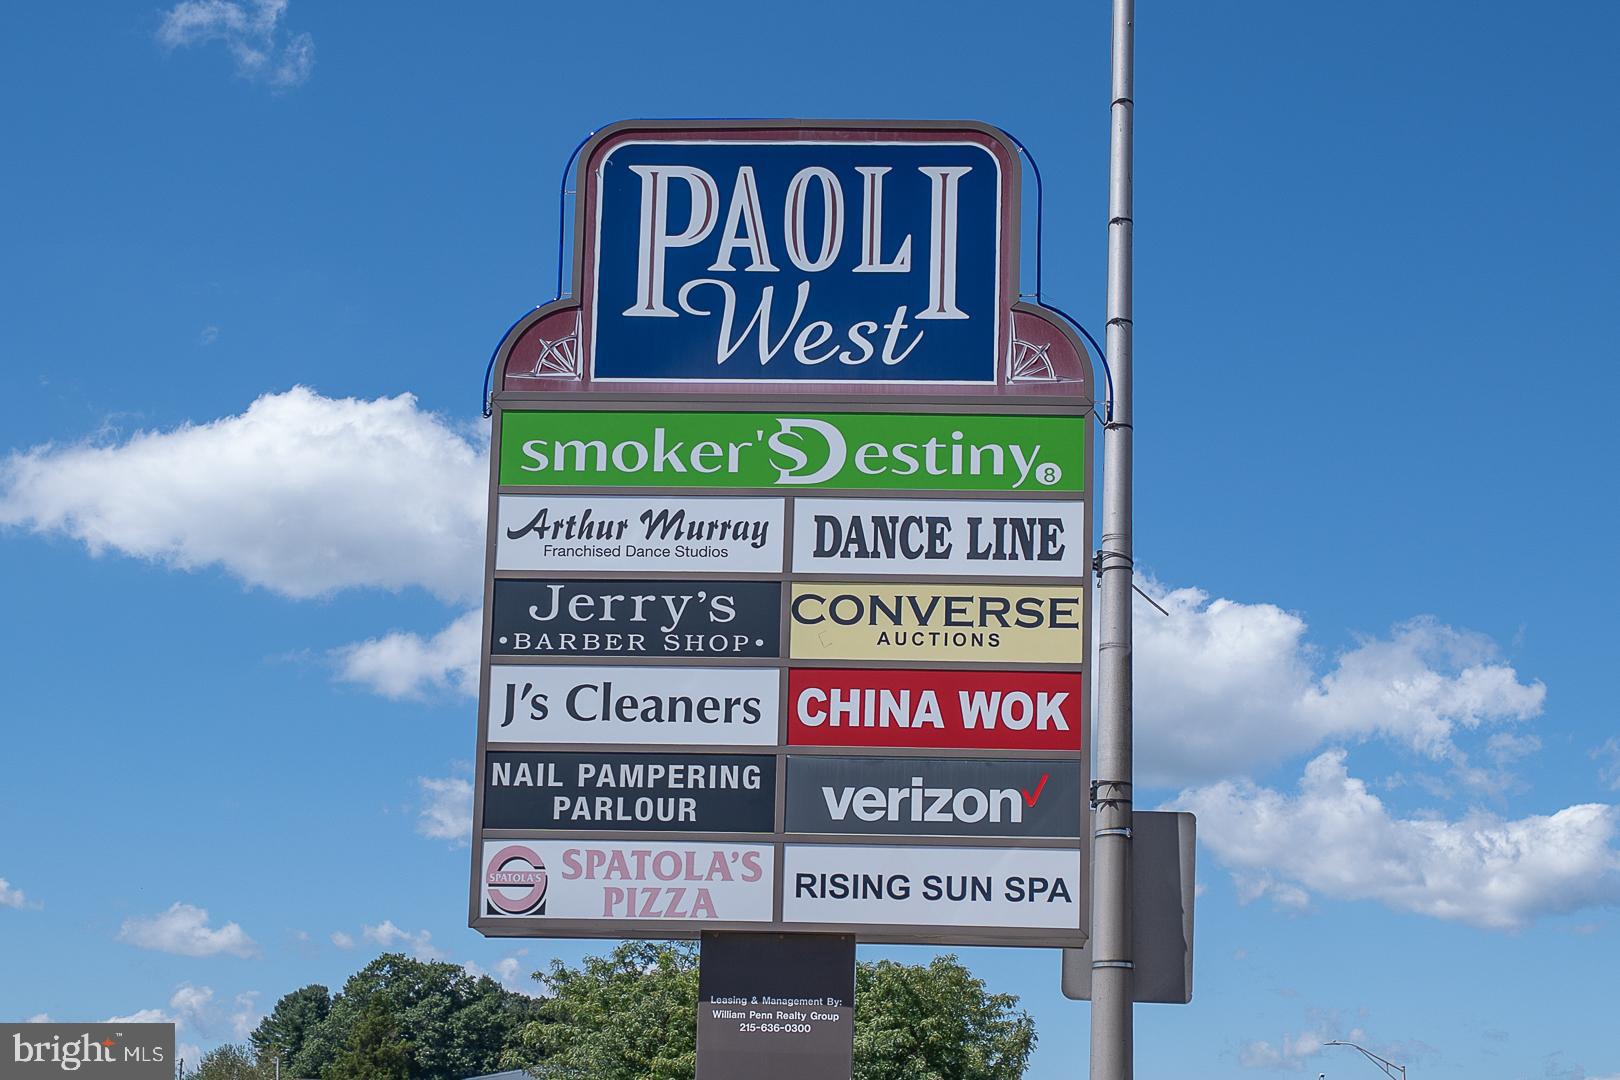 PAOLI
West
smoker's Destiny 8
Arthur Murray
Franchised Dance Studios
DANCE LINE
Jerry's
•BARBER SHOP•
CONVERSE
AUCTIONS
J's Cleaners
CHINA WOK
NAIL PAMPERING
PARLOUR
verizon
SPATOLA'S
SPATOLA'S
PIZZA
RISING SUN SPA
Leasing & Management By:
William Penn Realty Group
215-636-0300
bright™ MLS